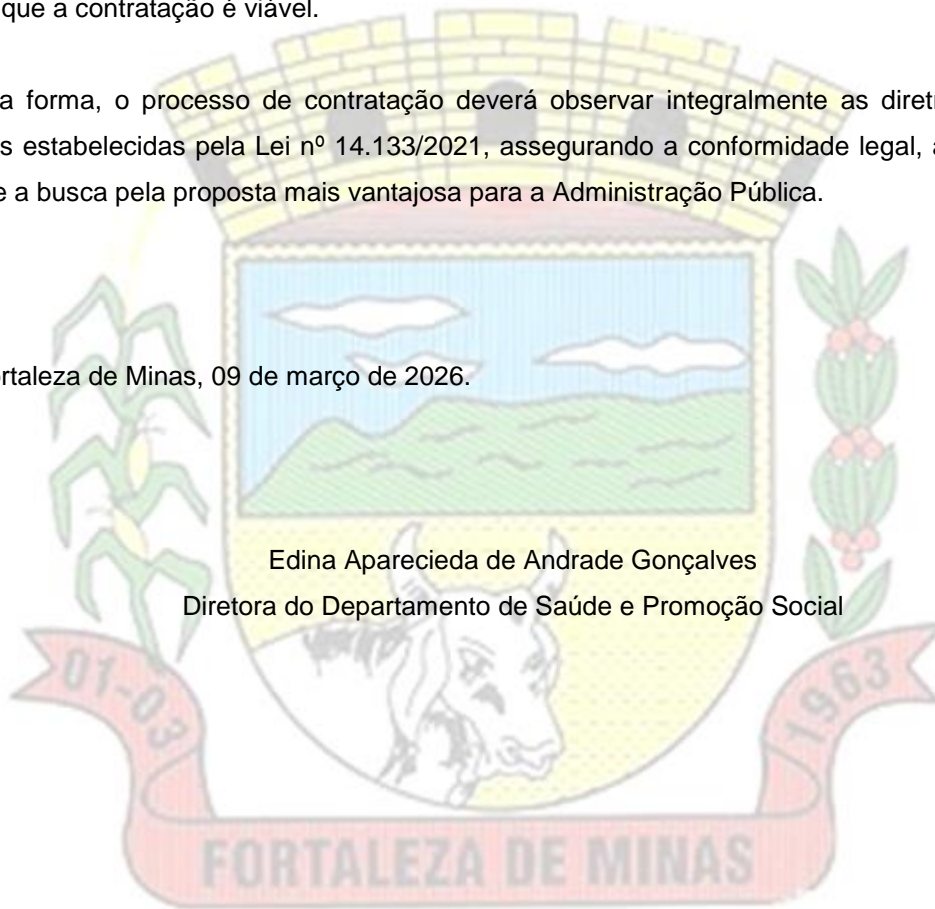 que a contratação é viável.
a forma, o processo de contratação deverá observar integralmente as diretr
s estabelecidas pela Lei nº 14.133/2021, assegurando a conformidade legal, a
e a busca pela proposta mais vantajosa para a Administração Pública.
rtaleza de Minas, 09 de março de 2026.
Edina Aparecieda de Andrade Gonçalves
Diretora do Departamento de Saúde e Promoção Social
01-03
1963
FORTALEZA DE MINAS